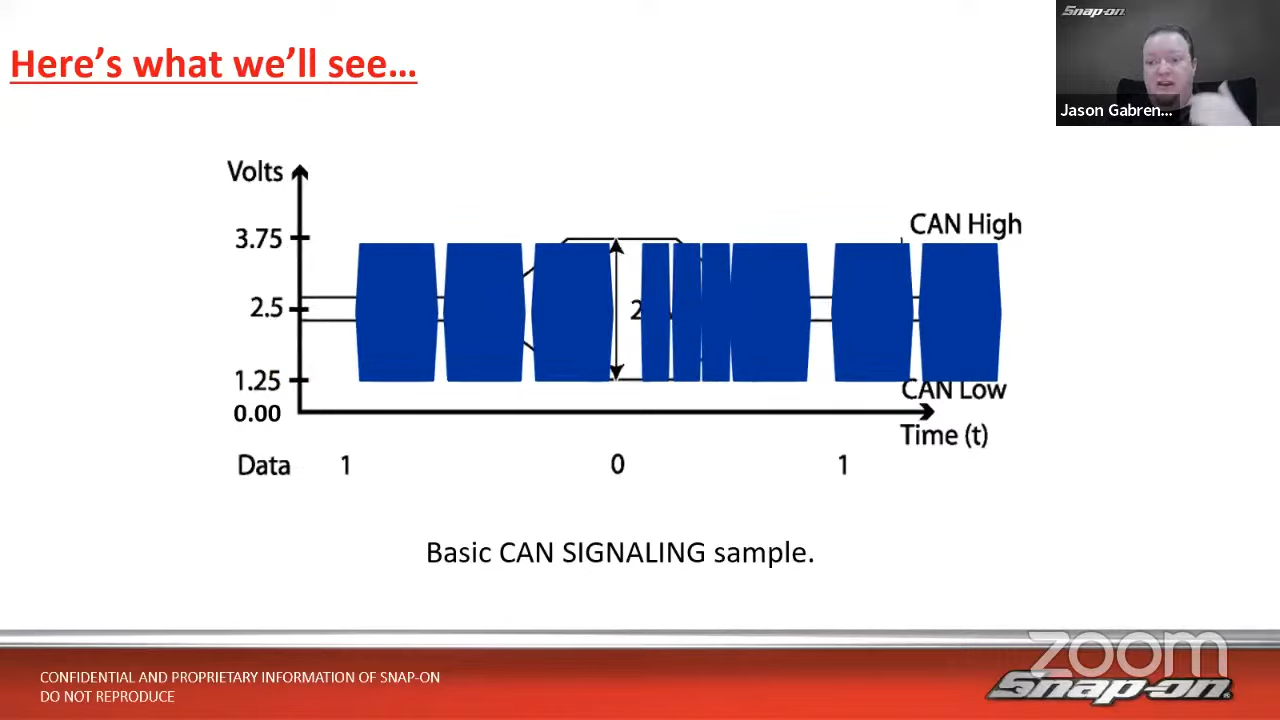 Here's what we'll see...
Snap-on
Jason Gabren...
Volts
3.75
2.5
1.25
0.00
2
CAN High
CAN Low
Time (t)
Data 1 0 1
Basic CAN SIGNALING sample.
CONFIDENTIAL AND PROPRIETARY INFORMATION OF SNAP-ON
DO NOT REPRODUCE
zoom
Snap-on